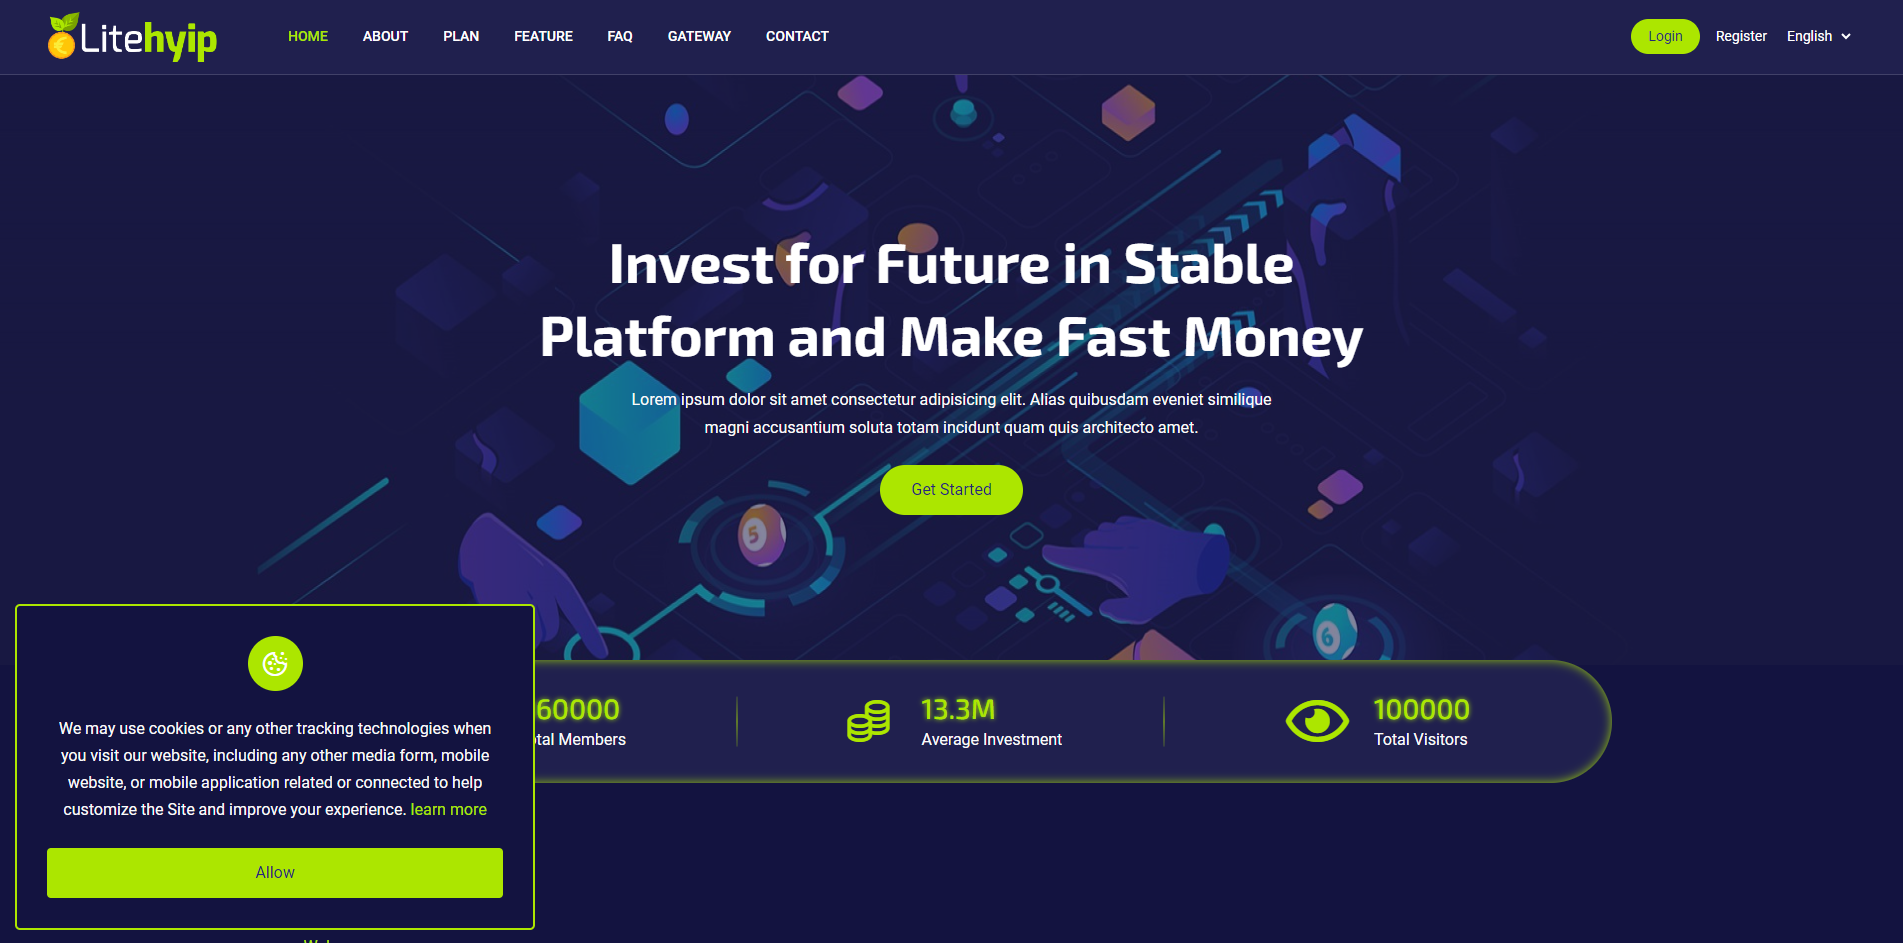 Litehyip
HOME ABOUT PLAN FEATURE FAQ GATEWAY CONTACT
Login Register English
Invest for Future in Stable
Platform and Make Fast Money
Lorem ipsum dolor sit amet consectetur adipisicing elit. Alias quibusdam eveniet similique
magni accusantium soluta totam incidunt quam quis architecto amet.
Get Started
5
6
60000
Members
13.3M
Average Investment
100000
Total Visitors
We may use cookies or any other tracking technologies when
you visit our website, including any other media form, mobile
website, or mobile application related or connected to help
customize the Site and improve your experience. learn more
Allow